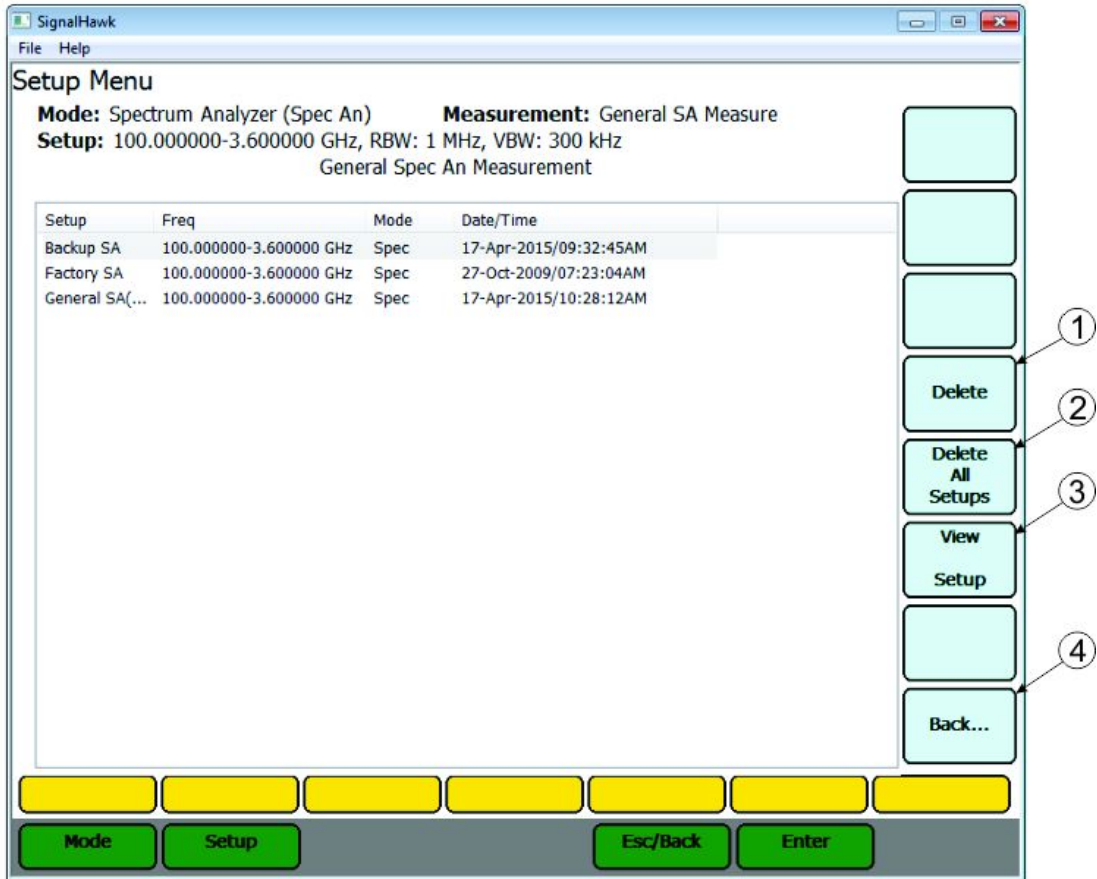 SignalHawk
File Help
Setup Menu
Mode: Spectrum Analyzer (Spec An) Measurement: General SA Measure
Setup: 100.000000-3.600000 GHz, RBW: 1 MHz, VBW: 300 kHz
General Spec An Measurement
Setup Freq Mode Date/Time
Backup SA 100.000000-3.600000 GHz Spec 17-Apr-2015/09:32:45AM
Factory SA 100.000000-3.600000 GHz Spec 27-Oct-2009/07:23:04AM
General SA(... 100.000000-3.600000 GHz Spec 17-Apr-2015/10:28:12AM
1
Delete
2
Delete
All
Setups
3
View
Setup
4
Back...
Mode Setup Esc/Back Enter